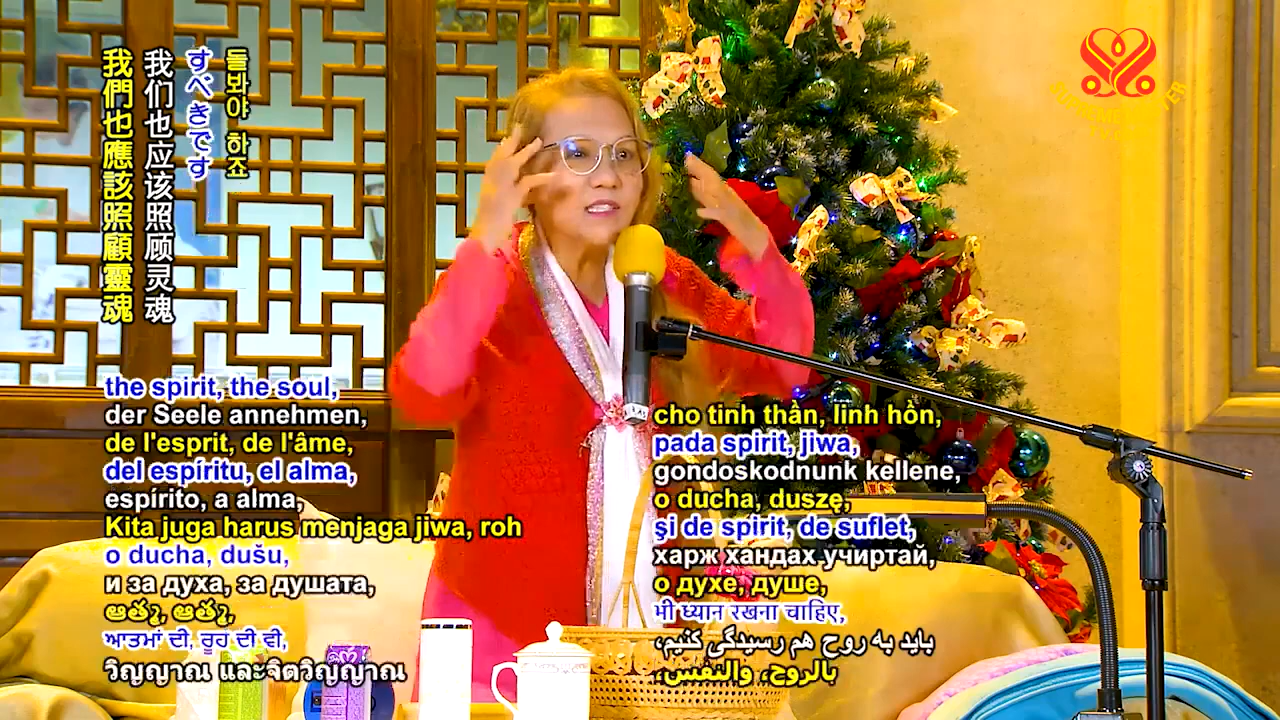 돌봐야 하죠
すべきです
我们也应该照顾灵魂
我們也應該照顧靈魂
SUPREME MASTER
TV
the spirit, the soul,
der Seele annehmen,
de l'esprit, de l'âme,
del espíritu, el alma,
espírito, a alma,
Kita juga harus menjaga jiwa, roh
o ducha, dušu,
и за духа, за душата,
ఆత్మ, ఆత్మ,
ਆਤਮਾਂ ਦੀ, ਰੂਹ ਦੀ ਵੀ,
วิญญาณ และจิตวิญญาณ
cho tinh thần, linh hồn,
pada spirit, jiwa,
gondoskodnunk kellene,
o ducha, duszę,
şi de spirit, de suflet,
харж хандах учиртай,
о духе, душе,
भी ध्यान रखना चाहिए,
باید به روح هم رسیدگی کنیم،
بالروح، والنفس،